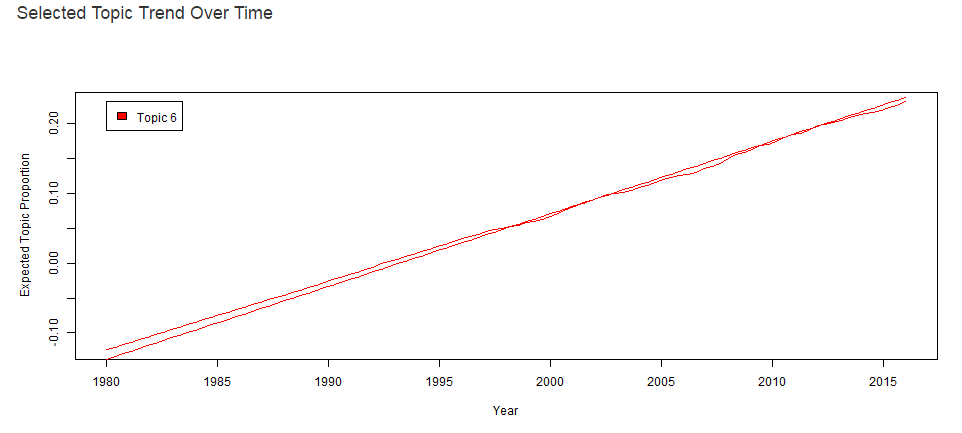 Selected Topic Trend Over Time
Topic 6
Expected Topic Proportion
0.20
0.10
0.00
-0.10
1980 1985 1990 1995 2000 2005 2010 2015
Year